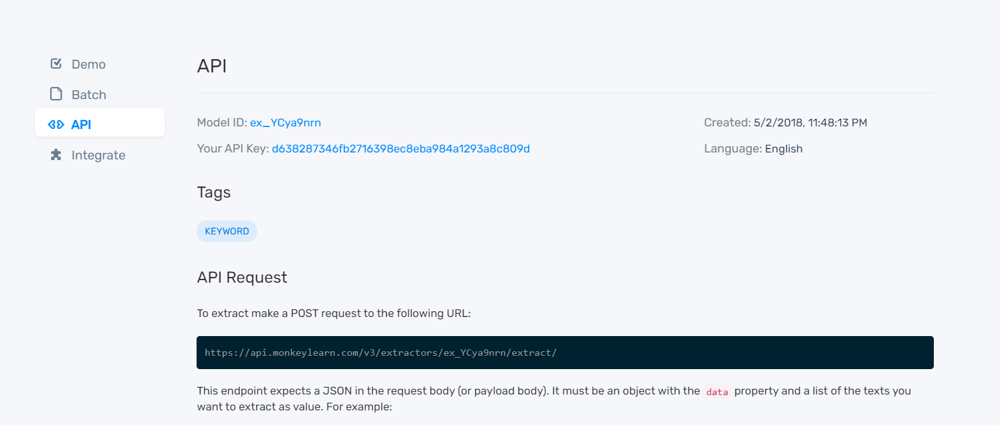 Demo
Batch
API
Integrate
API
Model ID: ex_YCya9nrn
Created: 5/2/2018, 11:48:13 PM
Your API Key: d638287346fb2716398ec8eba984a1293a8c809d
Language: English
Tags
KEYWORD
API Request
To extract make a POST request to the following URL:
https://api.monkeylearn.com/v3/extractors/ex_YCya9nrn/extract/
This endpoint expects a JSON in the request body (or payload body). It must be an object with the data property and a list of the texts you
want to extract as value. For example: